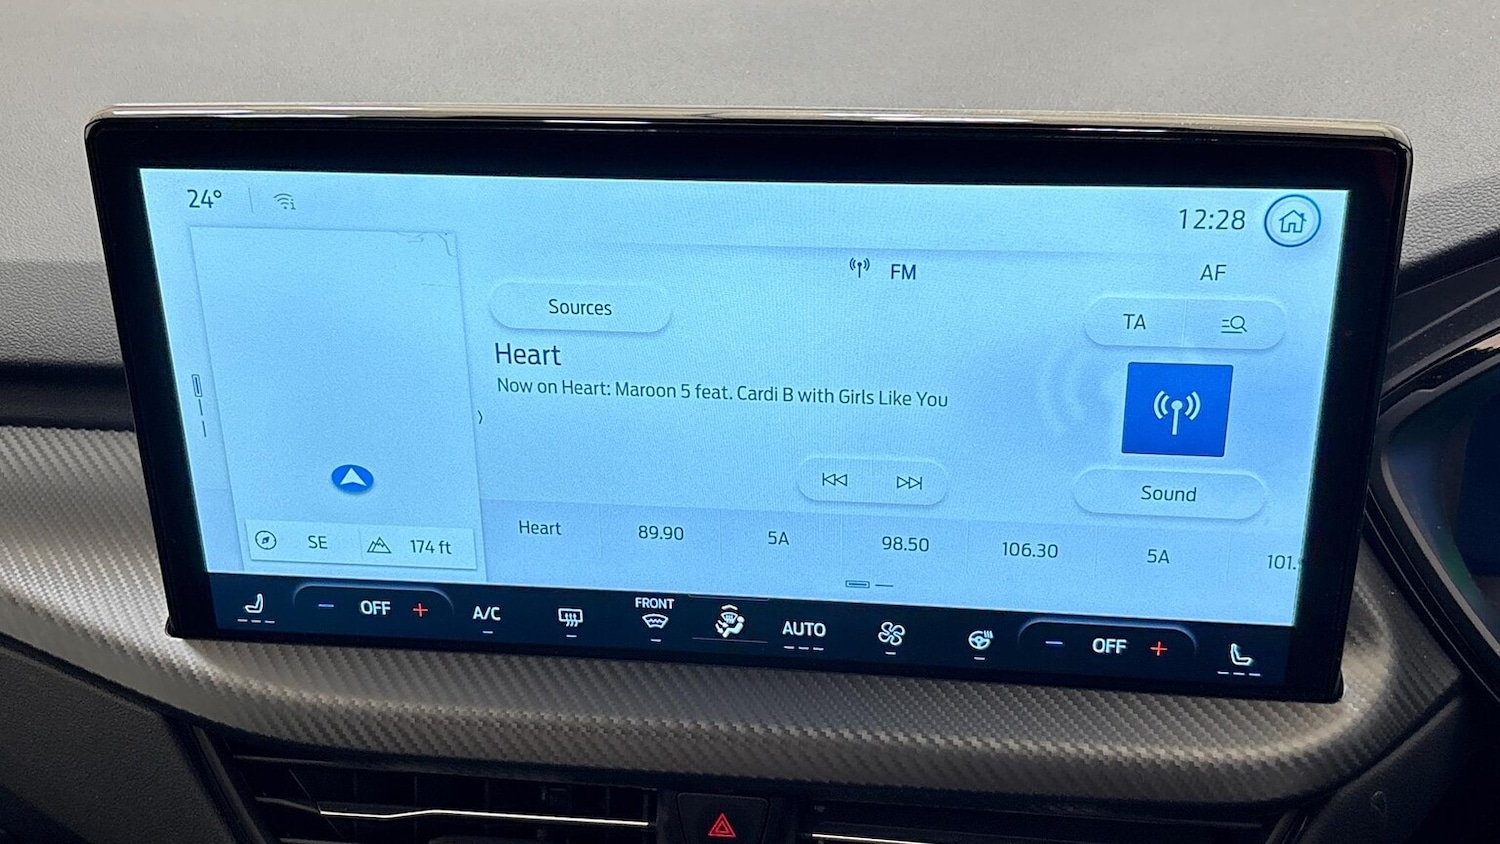 24°
12:28
FM
AF
Sources
TA
Heart
Now on Heart: Maroon 5 feat. Cardi B with Girls Like You
Sound
Heart 89.90 5A 98.50 106.30 5A 101.
SE 174 ft
OFF A/C FRONT AUTO OFF